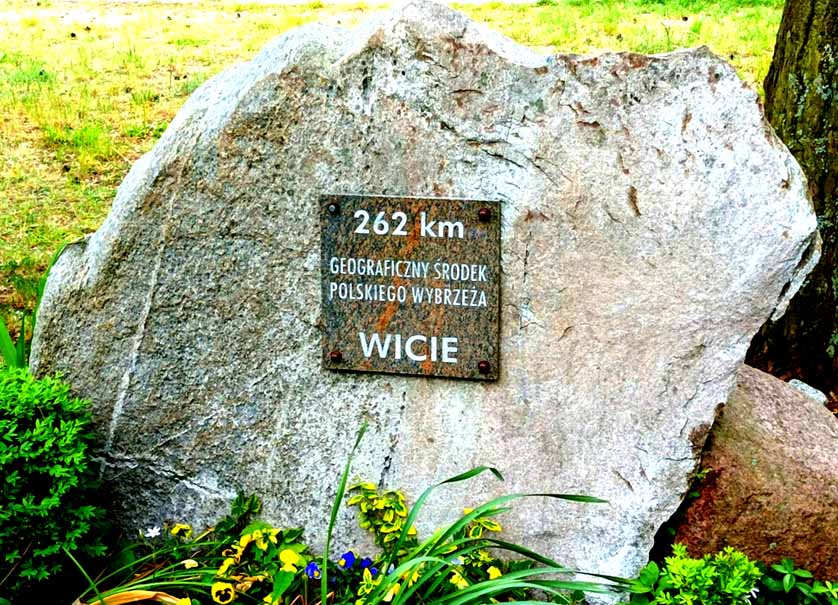 262 km
GEOGRAFICZNY ŚRODEK
POLSKIEGO WYBRZEŻA
WICIE